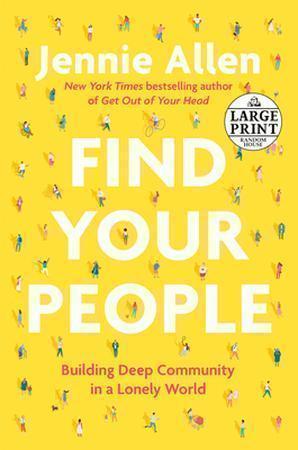 Jennie Allen
New York Times bestselling author
of Get Out of Your Head
LARGE
PRINT
RANDOM
HOUSE
FIND
YOUR
PEOPLE
Building Deep Community
in a Lonely World